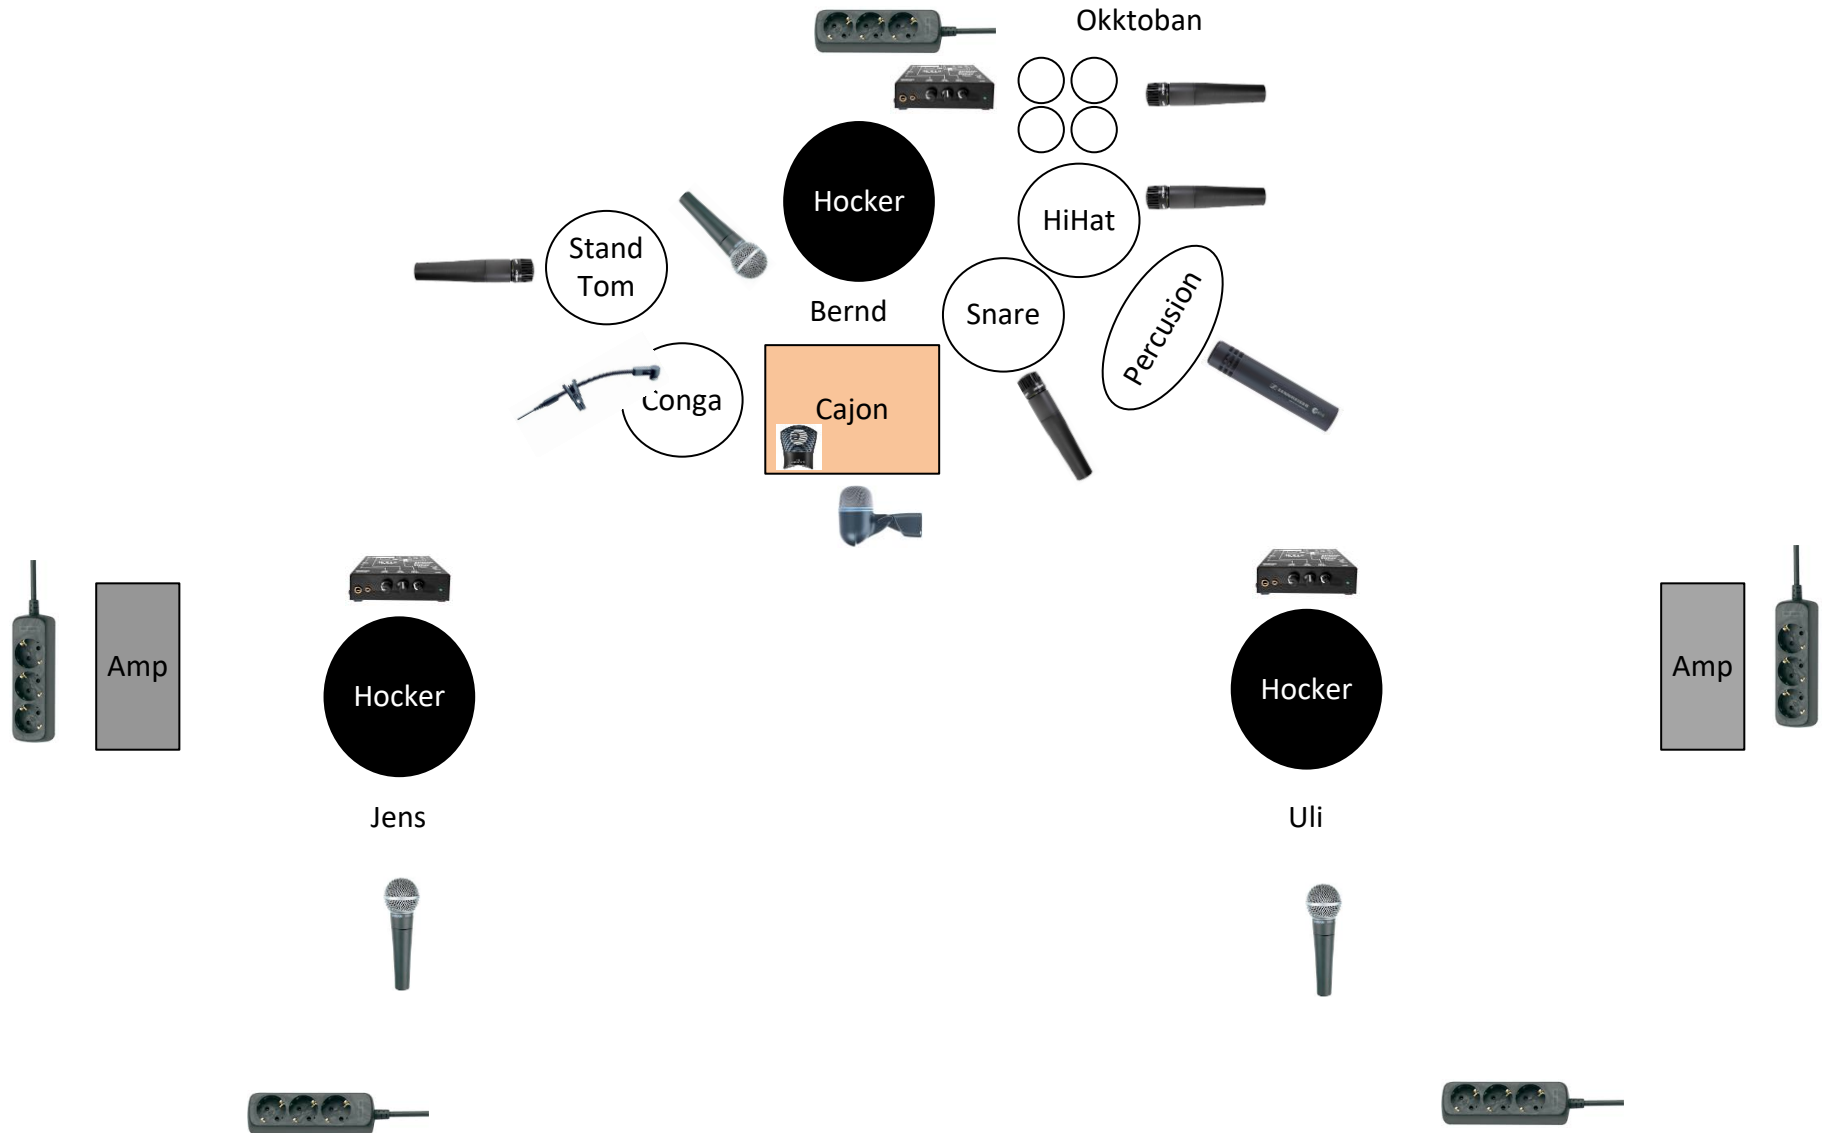 Okktoban
Hocker
HiHat
Stand
Tom
Bernd
Snare
Percusion
Conga
Cajon
Amp
Hocker
Hocker
Amp
Jens
Uli